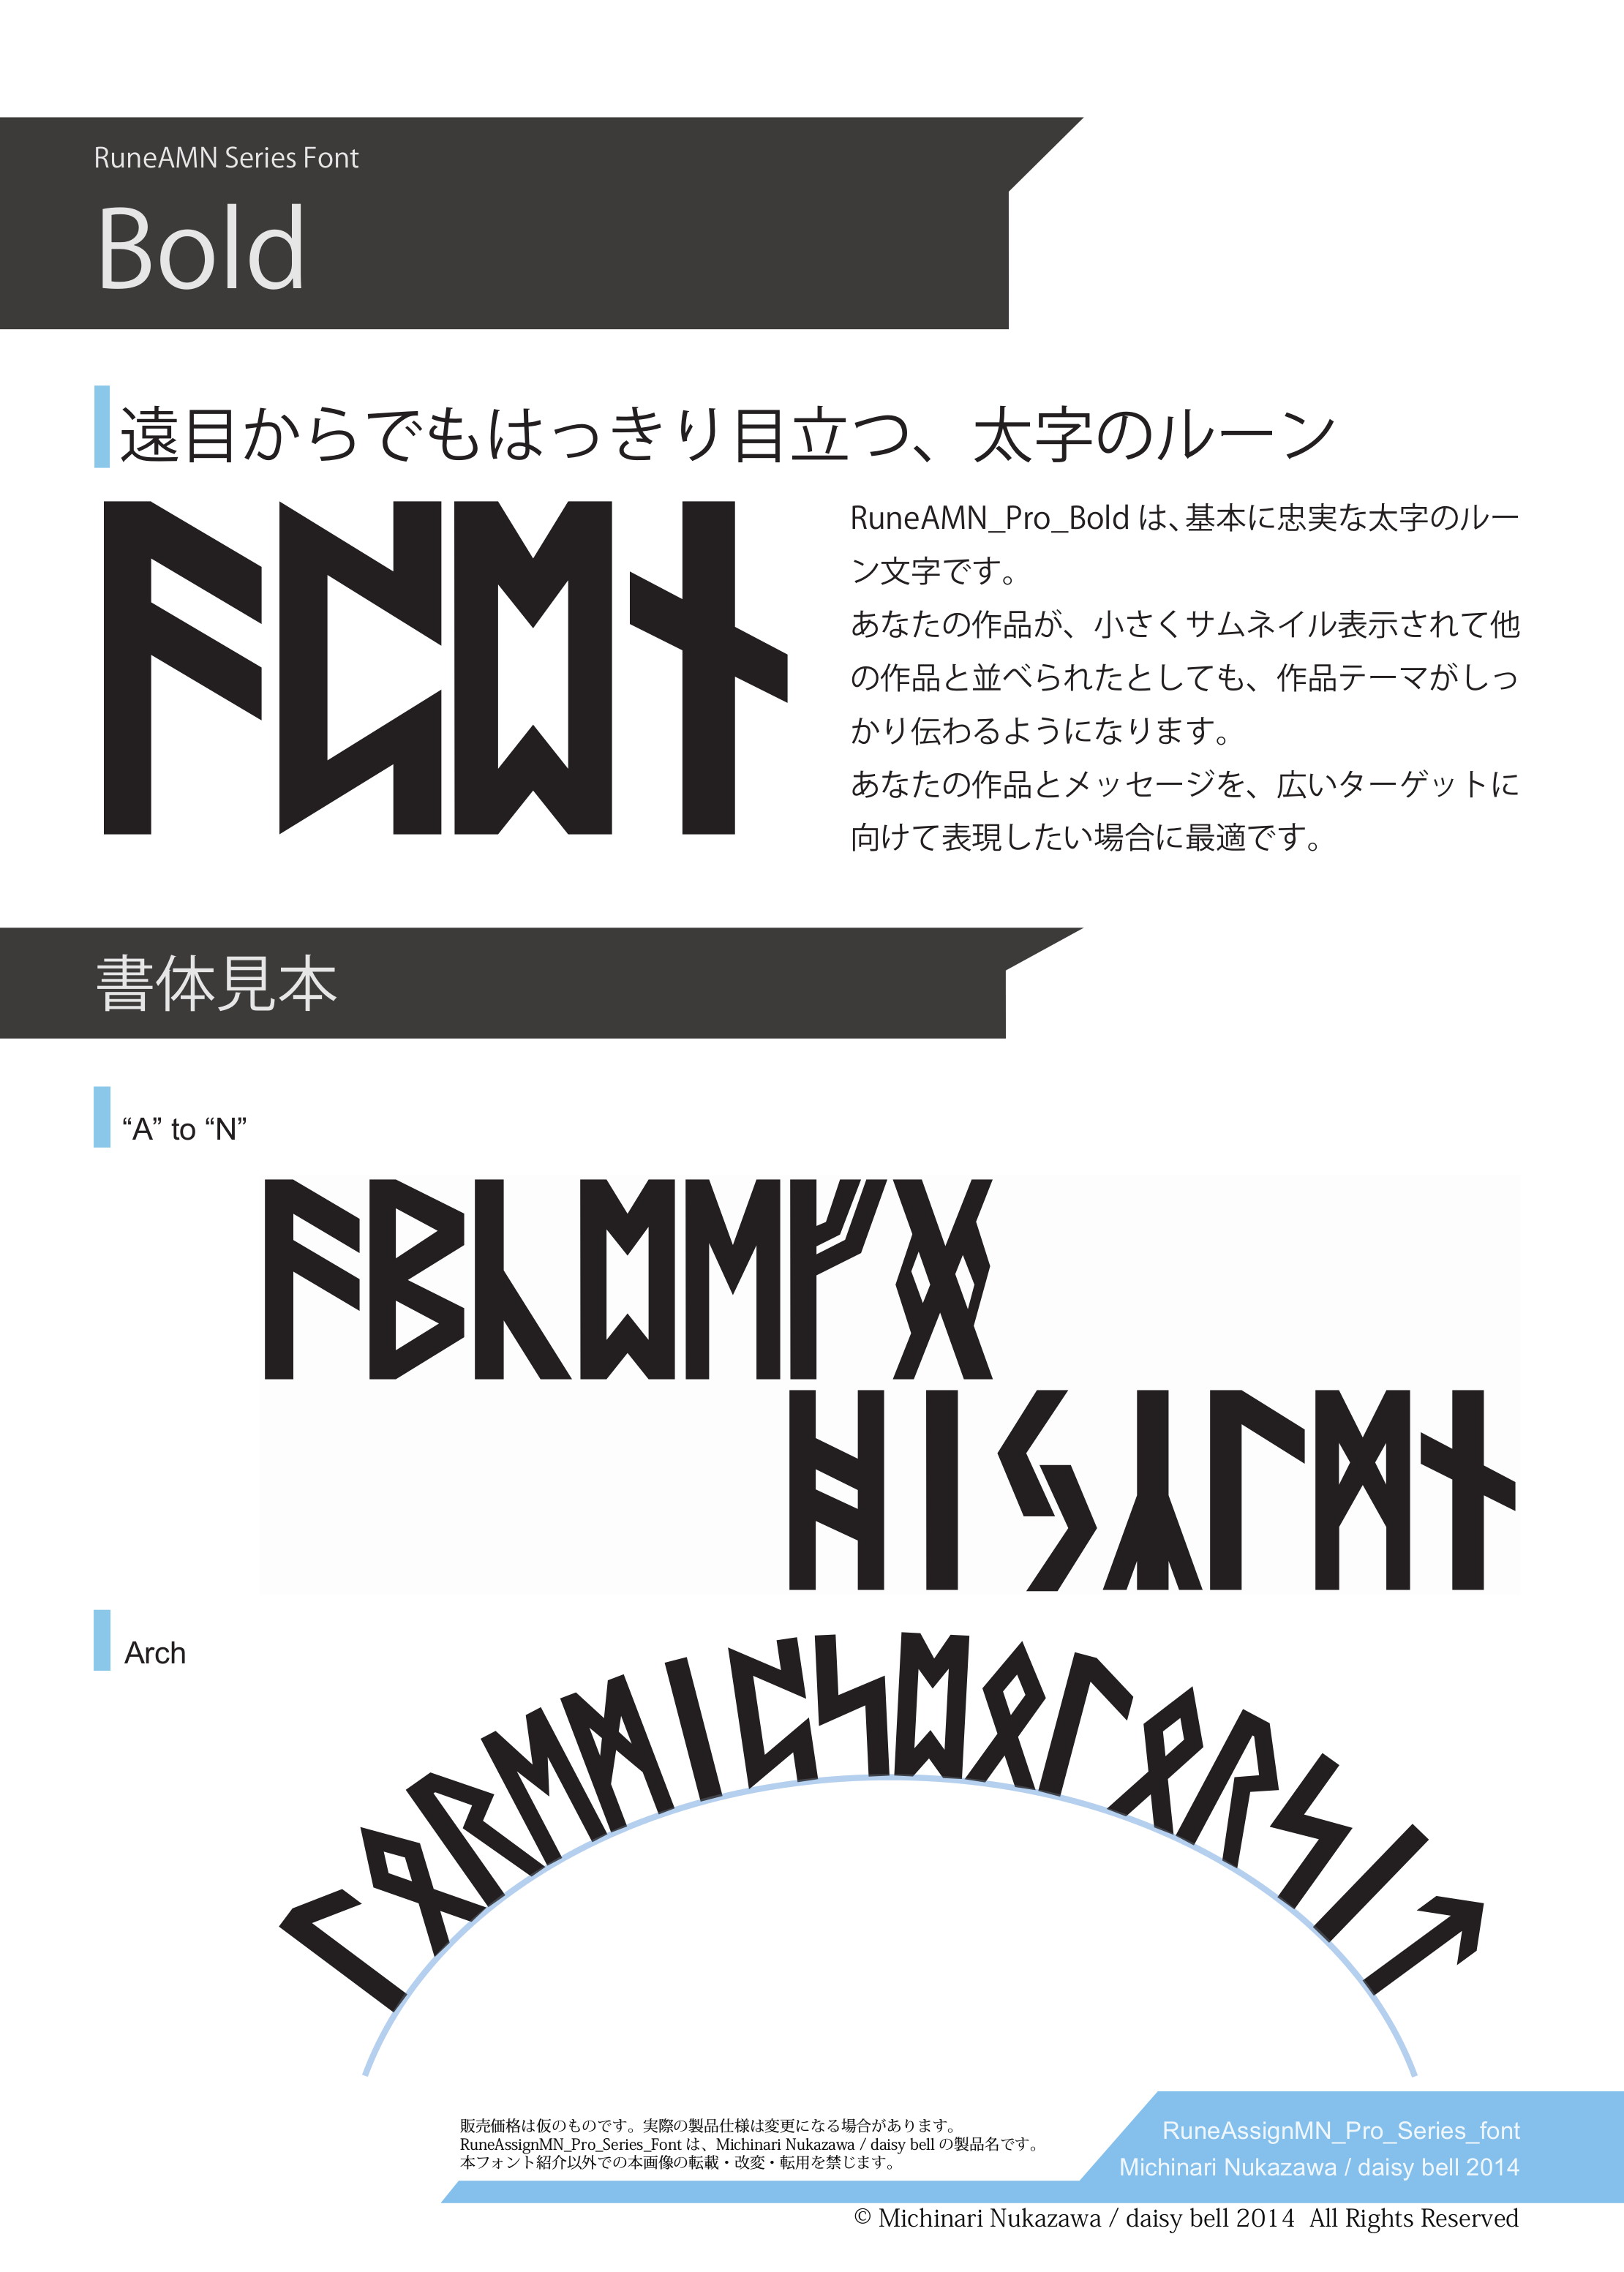 RuneAMN Series Font
Bold
遠目からでもはっきり目立つ、太字のルーン
ᚨᛈᛞᚾ
RuneAMN_Pro_Bold は、基本に忠実な太字のルー
ン文字です。
あなたの作品が、小さくサムネイル表示されて他
の作品と並べられたとしても、作品テーマがしっ
かり伝わるようになります。
あなたの作品とメッセージを、広いターゲットに
向けて表現したい場合に最適です。
書体見本
“A” to “N”
ᚨᛒᚳᛞᛖᚠᛝ
ᚻᛁᛃᛦᛚᛗᚾ
Arch
ᛚᛟᚱᛖᛗᛁᛈᛋᛞᛟᛚᛟᚱᛋᛁᛏ
販売価格は仮のものです。実際の製品仕様は変更になる場合があります。
RuneAssignMN_Pro_Series_Font は、Michinari Nukazawa / daisy bell の製品名です。
本フォント紹介以外での本画像の転載・改変・転用を禁じます。
RuneAssignMN_Pro_Series_font
Michinari Nukazawa / daisy bell 2014
© Michinari Nukazawa / daisy bell 2014 All Rights Reserved